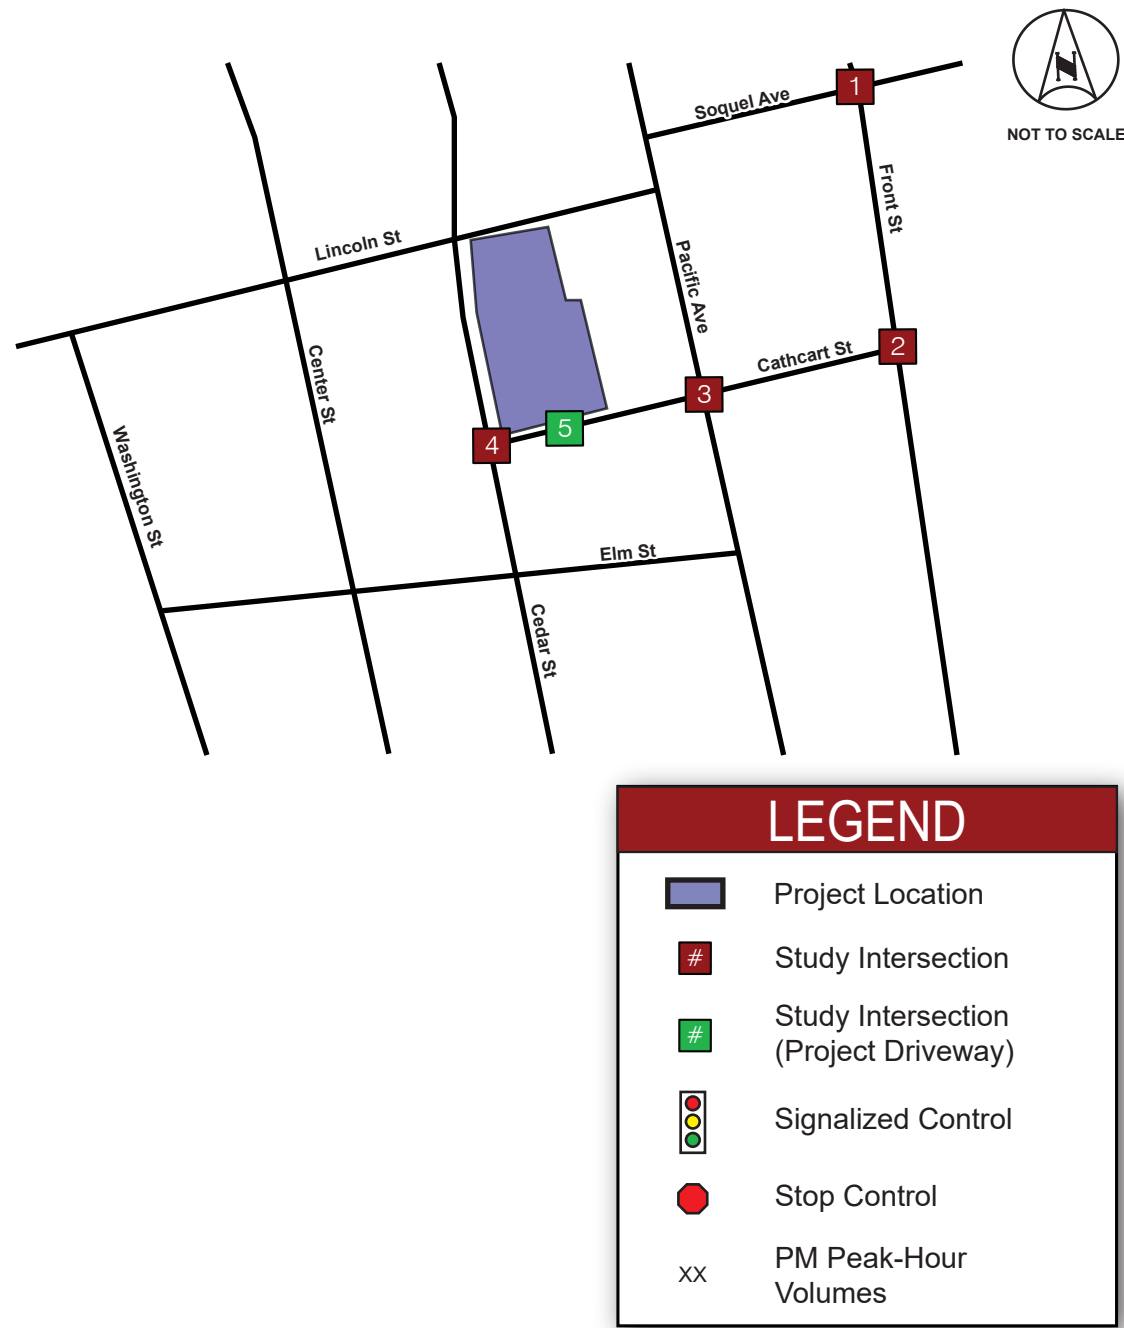 N
NOT TO SCALE
1
Soquel Ave
Front St
Lincoln St
Pacific Ave
2
Cathcart St
Center St
3
Washington St
5
4
Elm St
Cedar St
LEGEND
Project Location
# Study Intersection
# Study Intersection
(Project Driveway)
Signalized Control
Stop Control
XX PM Peak-Hour
Volumes